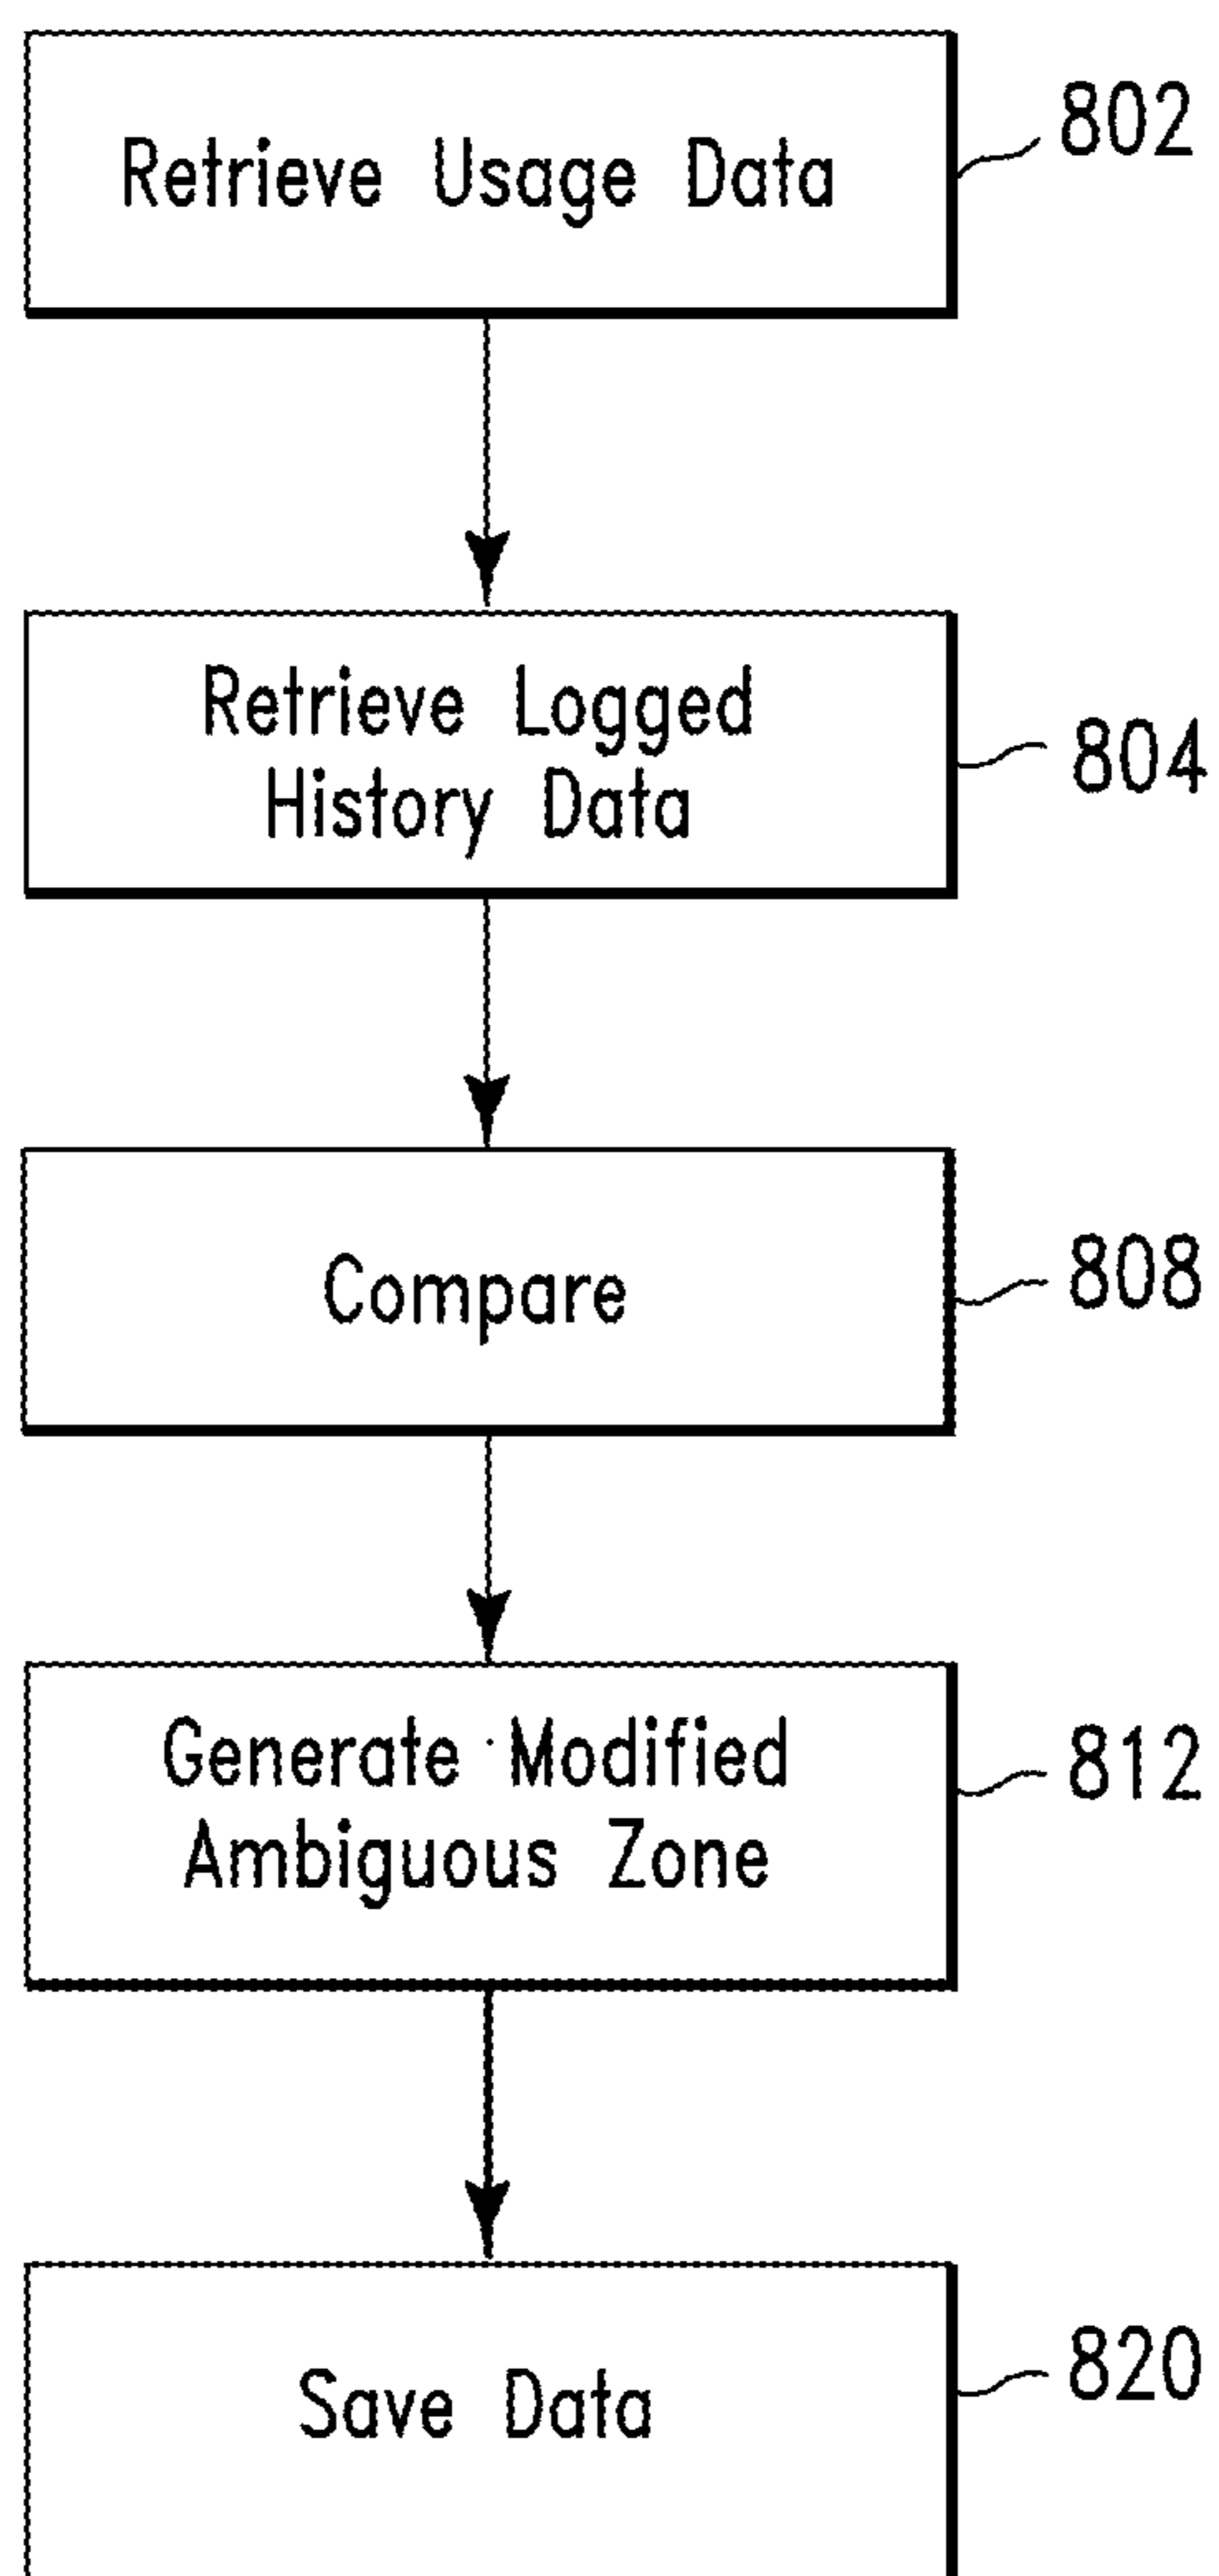 Retrieve Usage Data
802
Retrieve Logged
History Data
804
Compare
808
Generate Modified
Ambiguous Zone
812
Save Data
820